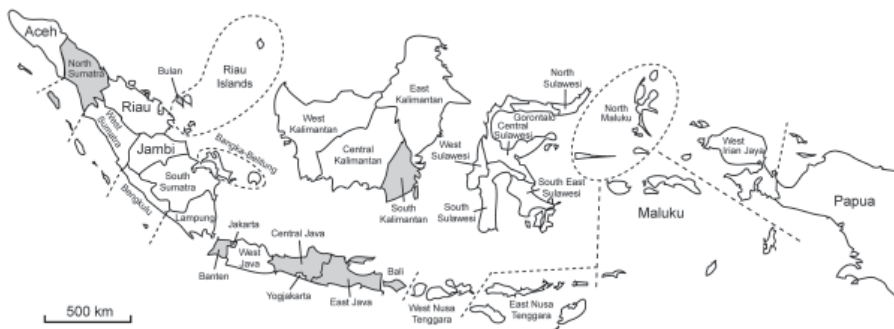 Aceh
North
Sumatra
Bulan
Riau
Islands
Riau
West
Sumatra
Jambi
Bangka-Belitung
South
Sumatra
Bengkulu
Lampung
Jakarta
Banten
West
Java
Central Java
Yogjakarta
East Java
Bali
West Nusa
Tenggara
East Nusa
Tenggara
West
Kalimantan
Central
Kalimantan
East
Kalimantan
South
Kalimantan
North
Sulawesi
Gorontalo
Central
Sulawesi
West
Sulawesi
South
Sulawesi
South East
Sulawesi
North
Maluku
Maluku
West
Irian Jaya
Papua
500 km